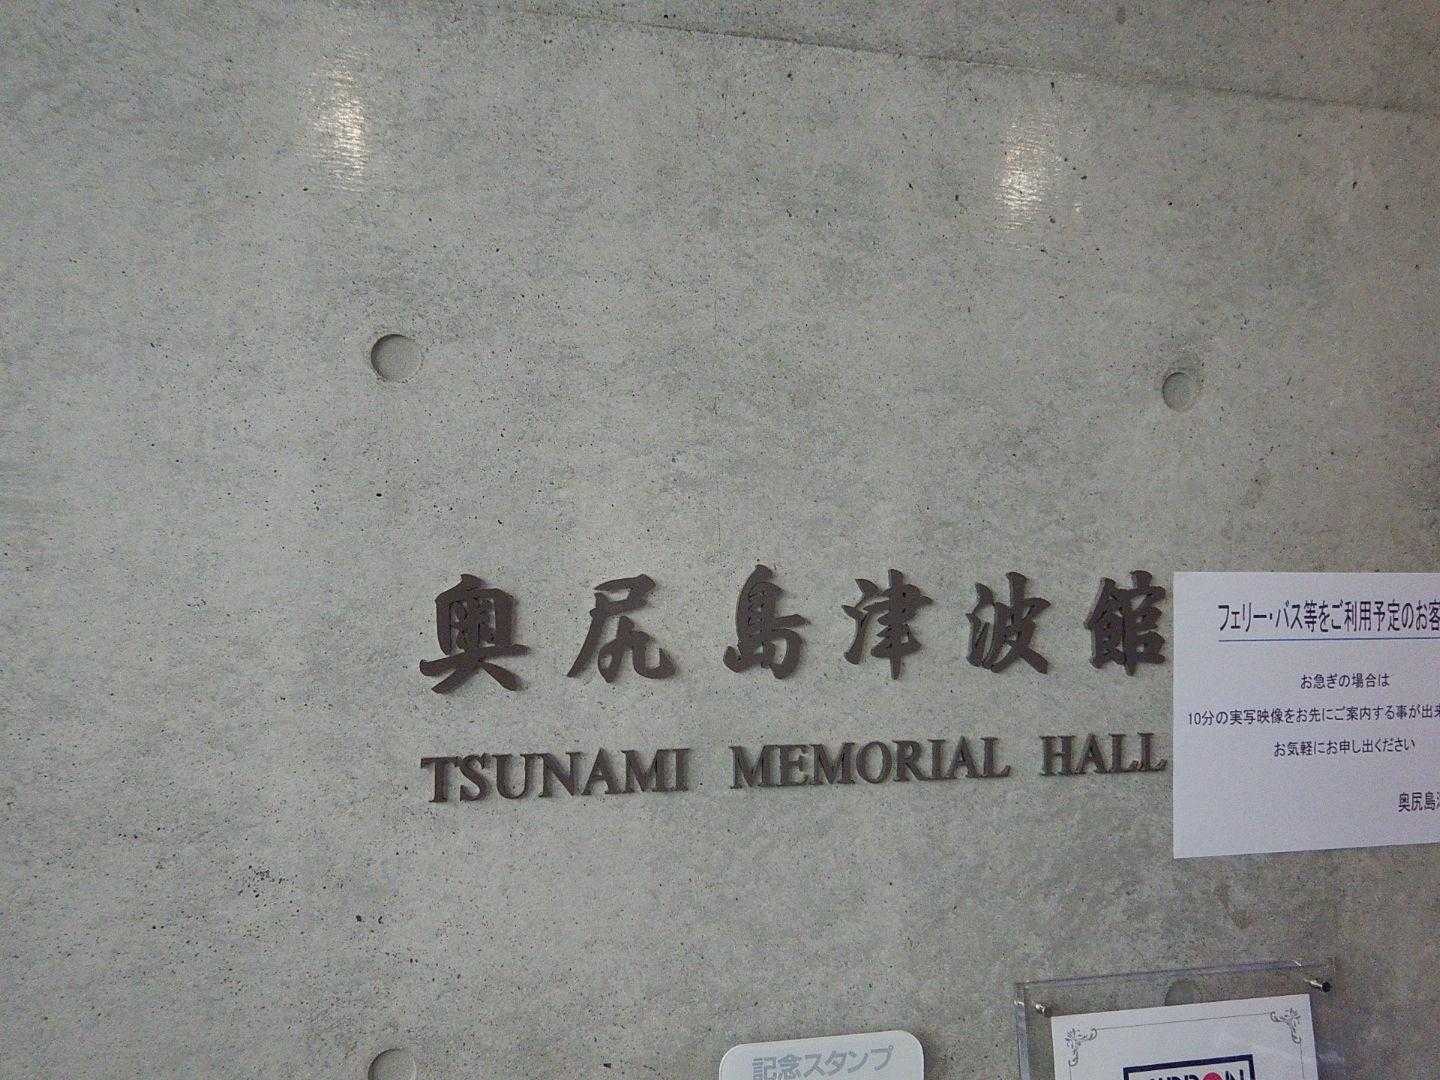 奥尻島津波館
TSUNAMI MEMORIAL HALL
フェリー・バス等をご利用予定のお客
お急ぎの場合は
10分の実写映像をお先にご案内する事が出来
お気軽にお申し出ください
奥尻島
記念スタンプ